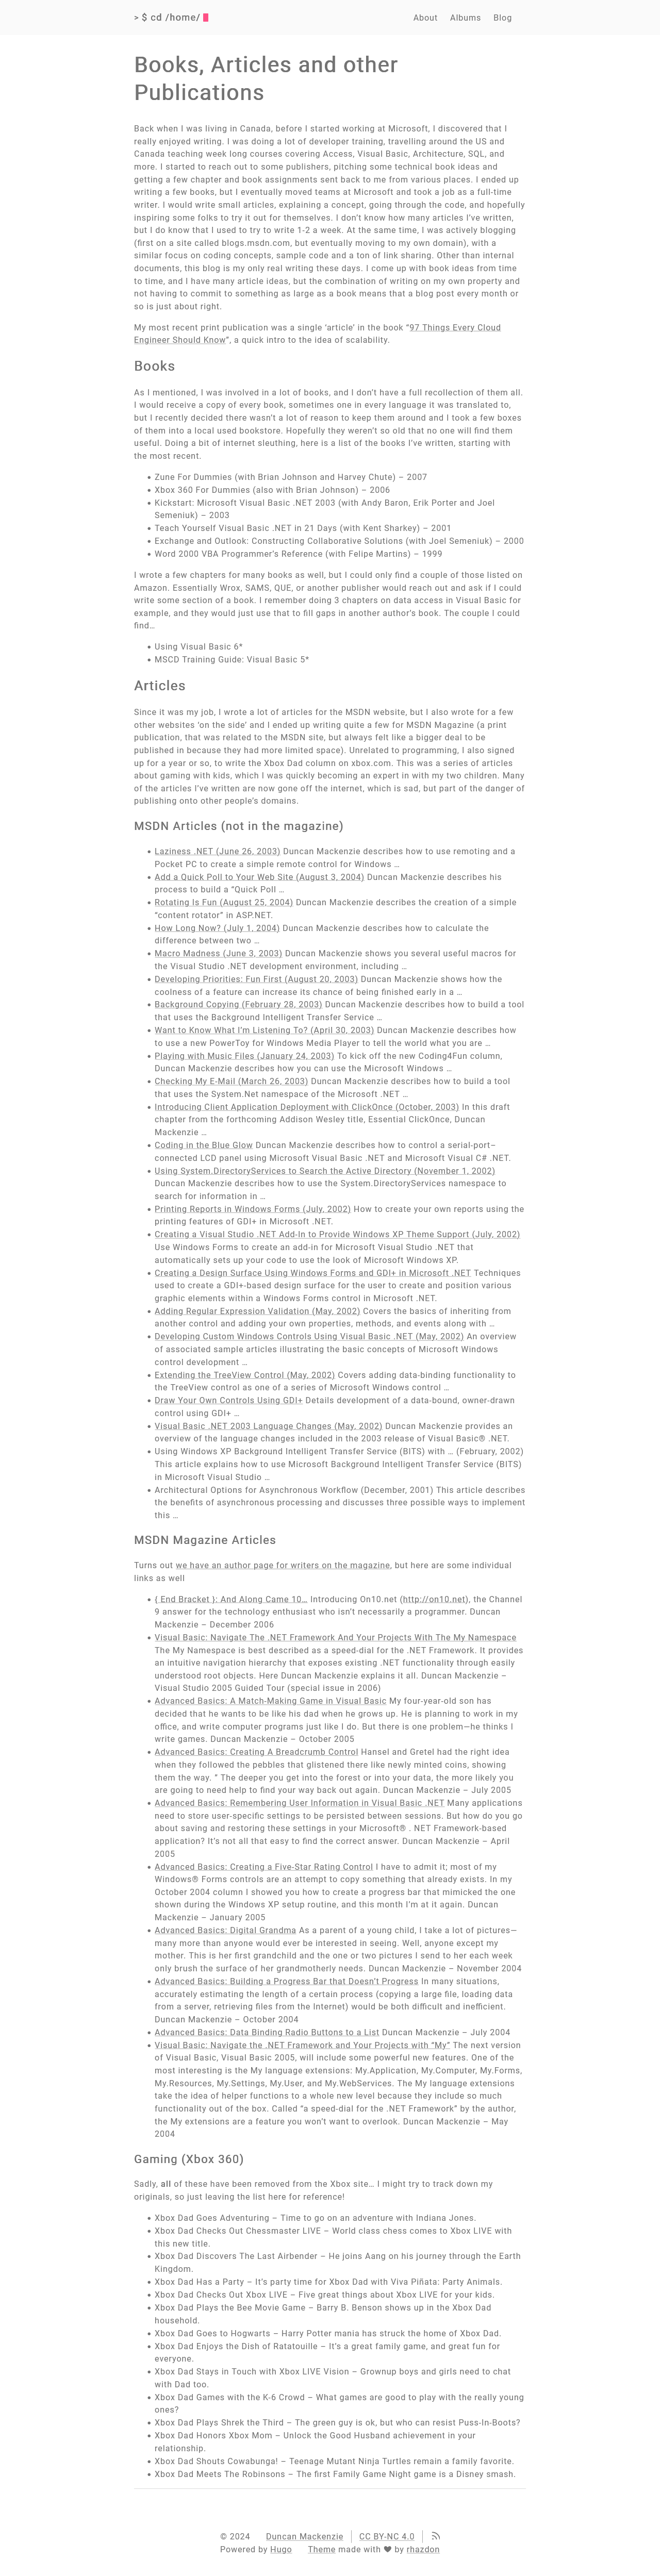 > $ cd /home/
About
Albums
Blog
Books, Articles and other
Publications
Back when I was living in Canada, before I started working at Microsoft, I discovered that I
really enjoyed writing. I was doing a lot of developer training, travelling around the US and
Canada teaching week long courses covering Access, Visual Basic, Architecture, SQL, and
more. I started to reach out to some publishers, pitching some technical book ideas and
getting a few chapter and book assignments sent back to me from various places. I ended up
writing a few books, but I eventually moved teams at Microsoft and took a job as a full-time
writer. I would write small articles, explaining a concept, going through the code, and hopefully
inspiring some folks to try it out for themselves. I don’t know how many articles I’ve written,
but I do know that I used to try to write 1-2 a week. At the same time, I was actively blogging
(first on a site called blogs.msdn.com, but eventually moving to my own domain), with a
similar focus on coding concepts, sample code and a ton of link sharing. Other than internal
documents, this blog is my only real writing these days. I come up with book ideas from time
to time, and I have many article ideas, but the combination of writing on my own property and
not having to commit to something as large as a book means that a blog post every month or
so is just about right.
My most recent print publication was a single ‘article’ in the book “97 Things Every Cloud
Engineer Should Know”, a quick intro to the idea of scalability.
Books
As I mentioned, I was involved in a lot of books, and I don’t have a full recollection of them all.
I would receive a copy of every book, sometimes one in every language it was translated to,
but I recently decided there wasn’t a lot of reason to keep them around and I took a few boxes
of them into a local used bookstore. Hopefully they weren’t so old that no one will find them
useful. Doing a bit of internet sleuthing, here is a list of the books I’ve written, starting with
the most recent.
• Zune For Dummies (with Brian Johnson and Harvey Chute) – 2007
• Xbox 360 For Dummies (also with Brian Johnson) – 2006
• Kickstart: Microsoft Visual Basic .NET 2003 (with Andy Baron, Erik Porter and Joel
Semeniuk) – 2003
• Teach Yourself Visual Basic .NET in 21 Days (with Kent Sharkey) – 2001
• Exchange and Outlook: Constructing Collaborative Solutions (with Joel Semeniuk) – 2000
• Word 2000 VBA Programmer’s Reference (with Felipe Martins) – 1999
I wrote a few chapters for many books as well, but I could only find a couple of those listed on
Amazon. Essentially Wrox, SAMS, QUE, or another publisher would reach out and ask if I could
write some section of a book. I remember doing 3 chapters on data access in Visual Basic for
example, and they would just use that to fill gaps in another author’s book. The couple I could
find…
• Using Visual Basic 6*
• MSCD Training Guide: Visual Basic 5*
Articles
Since it was my job, I wrote a lot of articles for the MSDN website, but I also wrote for a few
other websites ‘on the side’ and I ended up writing quite a few for MSDN Magazine (a print
publication, that was related to the MSDN site, but always felt like a bigger deal to be
published in because they had more limited space). Unrelated to programming, I also signed
up for a year or so, to write the Xbox Dad column on xbox.com. This was a series of articles
about gaming with kids, which I was quickly becoming an expert in with my two children. Many
of the articles I’ve written are now gone off the internet, which is sad, but part of the danger of
publishing onto other people’s domains.
MSDN Articles (not in the magazine)
• Laziness .NET (June 26, 2003) Duncan Mackenzie describes how to use remoting and a
Pocket PC to create a simple remote control for Windows …
• Add a Quick Poll to Your Web Site (August 3, 2004) Duncan Mackenzie describes his
process to build a “Quick Poll …
• Rotating Is Fun (August 25, 2004) Duncan Mackenzie describes the creation of a simple
“content rotator” in ASP.NET.
• How Long Now? (July 1, 2004) Duncan Mackenzie describes how to calculate the
difference between two …
• Macro Madness (June 3, 2003) Duncan Mackenzie shows you several useful macros for
the Visual Studio .NET development environment, including …
• Developing Priorities: Fun First (August 20, 2003) Duncan Mackenzie shows how the
coolness of a feature can increase its chance of being finished early in a …
• Background Copying (February 28, 2003) Duncan Mackenzie describes how to build a tool
that uses the Background Intelligent Transfer Service …
• Want to Know What I’m Listening To? (April 30, 2003) Duncan Mackenzie describes how
to use a new PowerToy for Windows Media Player to tell the world what you are …
• Playing with Music Files (January 24, 2003) To kick off the new Coding4Fun column,
Duncan Mackenzie describes how you can use the Microsoft Windows …
• Checking My E-Mail (March 26, 2003) Duncan Mackenzie describes how to build a tool
that uses the System.Net namespace of the Microsoft .NET …
• Introducing Client Application Deployment with ClickOnce (October, 2003) In this draft
chapter from the forthcoming Addison Wesley title, Essential ClickOnce, Duncan
Mackenzie …
• Coding in the Blue Glow Duncan Mackenzie describes how to control a serial-port–
connected LCD panel using Microsoft Visual Basic .NET and Microsoft Visual C# .NET.
• Using System.DirectoryServices to Search the Active Directory (November 1, 2002)
Duncan Mackenzie describes how to use the System.DirectoryServices namespace to
search for information in …
• Printing Reports in Windows Forms (July, 2002) How to create your own reports using the
printing features of GDI+ in Microsoft .NET.
• Creating a Visual Studio .NET Add-In to Provide Windows XP Theme Support (July, 2002)
Use Windows Forms to create an add-in for Microsoft Visual Studio .NET that
automatically sets up your code to use the look of Microsoft Windows XP.
• Creating a Design Surface Using Windows Forms and GDI+ in Microsoft .NET Techniques
used to create a GDI+-based design surface for the user to create and position various
graphic elements within a Windows Forms control in Microsoft .NET.
• Adding Regular Expression Validation (May, 2002) Covers the basics of inheriting from
another control and adding your own properties, methods, and events along with …
• Developing Custom Windows Controls Using Visual Basic .NET (May, 2002) An overview
of associated sample articles illustrating the basic concepts of Microsoft Windows
control development …
• Extending the TreeView Control (May, 2002) Covers adding data-binding functionality to
the TreeView control as one of a series of Microsoft Windows control …
• Draw Your Own Controls Using GDI+ Details development of a data-bound, owner-drawn
control using GDI+ …
• Visual Basic .NET 2003 Language Changes (May, 2002) Duncan Mackenzie provides an
overview of the language changes included in the 2003 release of Visual Basic® .NET.
• Using Windows XP Background Intelligent Transfer Service (BITS) with … (February, 2002)
This article explains how to use Microsoft Background Intelligent Transfer Service (BITS)
in Microsoft Visual Studio …
• Architectural Options for Asynchronous Workflow (December, 2001) This article describes
the benefits of asynchronous processing and discusses three possible ways to implement
this …
MSDN Magazine Articles
Turns out we have an author page for writers on the magazine, but here are some individual
links as well
• { End Bracket }: And Along Came 10… Introducing On10.net (http://on10.net), the Channel
9 answer for the technology enthusiast who isn’t necessarily a programmer. Duncan
Mackenzie – December 2006
• Visual Basic: Navigate The .NET Framework And Your Projects With The My Namespace
The My Namespace is best described as a speed-dial for the .NET Framework. It provides
an intuitive navigation hierarchy that exposes existing .NET functionality through easily
understood root objects. Here Duncan Mackenzie explains it all. Duncan Mackenzie –
Visual Studio 2005 Guided Tour (special issue in 2006)
• Advanced Basics: A Match-Making Game in Visual Basic My four-year-old son has
decided that he wants to be like his dad when he grows up. He is planning to work in my
office, and write computer programs just like I do. But there is one problem—he thinks I
write games. Duncan Mackenzie – October 2005
• Advanced Basics: Creating A Breadcrumb Control Hansel and Gretel had the right idea
when they followed the pebbles that glistened there like newly minted coins, showing
them the way. ” The deeper you get into the forest or into your data, the more likely you
are going to need help to find your way back out again. Duncan Mackenzie – July 2005
• Advanced Basics: Remembering User Information in Visual Basic .NET Many applications
need to store user-specific settings to be persisted between sessions. But how do you go
about saving and restoring these settings in your Microsoft® . NET Framework-based
application? It’s not all that easy to find the correct answer. Duncan Mackenzie – April
2005
• Advanced Basics: Creating a Five-Star Rating Control I have to admit it; most of my
Windows® Forms controls are an attempt to copy something that already exists. In my
October 2004 column I showed you how to create a progress bar that mimicked the one
shown during the Windows XP setup routine, and this month I’m at it again. Duncan
Mackenzie – January 2005
• Advanced Basics: Digital Grandma As a parent of a young child, I take a lot of pictures—
many more than anyone would ever be interested in seeing. Well, anyone except my
mother. This is her first grandchild and the one or two pictures I send to her each week
only brush the surface of her grandmotherly needs. Duncan Mackenzie – November 2004
• Advanced Basics: Building a Progress Bar that Doesn’t Progress In many situations,
accurately estimating the length of a certain process (copying a large file, loading data
from a server, retrieving files from the Internet) would be both difficult and inefficient.
Duncan Mackenzie – October 2004
• Advanced Basics: Data Binding Radio Buttons to a List Duncan Mackenzie – July 2004
• Visual Basic: Navigate the .NET Framework and Your Projects with “My” The next version
of Visual Basic, Visual Basic 2005, will include some powerful new features. One of the
most interesting is the My language extensions: My.Application, My.Computer, My.Forms,
My.Resources, My.Settings, My.User, and My.WebServices. The My language extensions
take the idea of helper functions to a whole new level because they include so much
functionality out of the box. Called “a speed-dial for the .NET Framework” by the author,
the My extensions are a feature you won’t want to overlook. Duncan Mackenzie – May
2004
Gaming (Xbox 360)
Sadly, all of these have been removed from the Xbox site… I might try to track down my
originals, so just leaving the list here for reference!
• Xbox Dad Goes Adventuring – Time to go on an adventure with Indiana Jones.
• Xbox Dad Checks Out Chessmaster LIVE – World class chess comes to Xbox LIVE with
this new title.
• Xbox Dad Discovers The Last Airbender – He joins Aang on his journey through the Earth
Kingdom.
• Xbox Dad Has a Party – It’s party time for Xbox Dad with Viva Piñata: Party Animals.
• Xbox Dad Checks Out Xbox LIVE – Five great things about Xbox LIVE for your kids.
• Xbox Dad Plays the Bee Movie Game – Barry B. Benson shows up in the Xbox Dad
household.
• Xbox Dad Goes to Hogwarts – Harry Potter mania has struck the home of Xbox Dad.
• Xbox Dad Enjoys the Dish of Ratatouille – It’s a great family game, and great fun for
everyone.
• Xbox Dad Stays in Touch with Xbox LIVE Vision – Grownup boys and girls need to chat
with Dad too.
• Xbox Dad Games with the K-6 Crowd – What games are good to play with the really young
ones?
• Xbox Dad Plays Shrek the Third – The green guy is ok, but who can resist Puss-In-Boots?
• Xbox Dad Honors Xbox Mom – Unlock the Good Husband achievement in your
relationship.
• Xbox Dad Shouts Cowabunga! – Teenage Mutant Ninja Turtles remain a family favorite.
• Xbox Dad Meets The Robinsons – The first Family Game Night game is a Disney smash.
© 2024 Duncan Mackenzie CC BY-NC 4.0
Powered by Hugo Theme made with ❤ by rhazdon